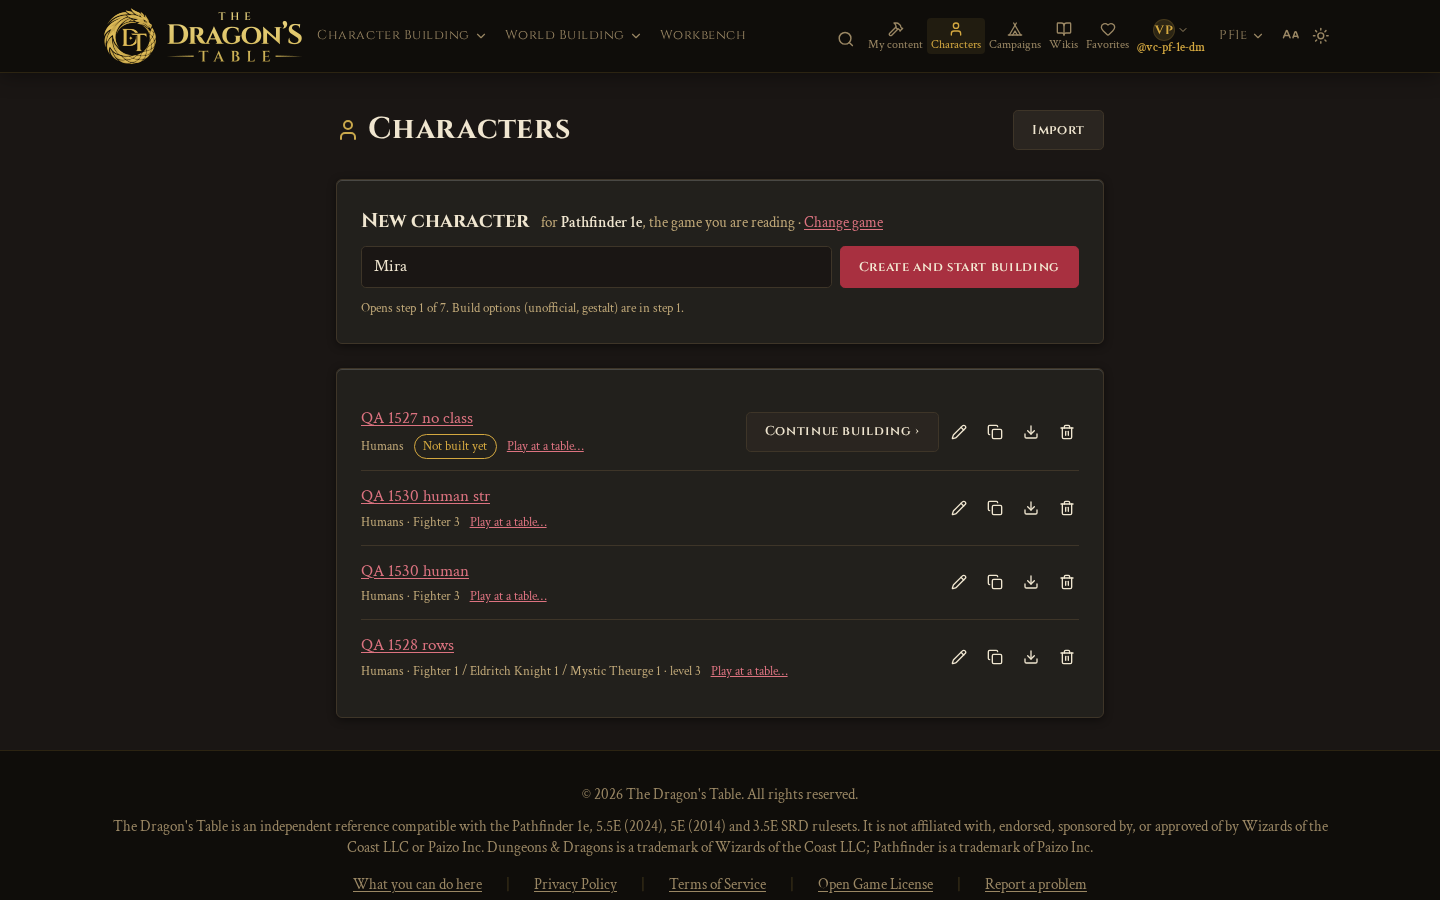 THE
DRAGON'S
TABLE
DT
CHARACTER BUILDING
WORLD BUILDING
WORKBENCH
My content
Characters
Campaigns
Wikis
Favorites
VP
@vc-pf-1e-dm
PF1E
AA
CHARACTERS
IMPORT
NEW CHARACTER for Pathfinder 1e, the game you are reading · Change game
Mira
CREATE AND START BUILDING
Opens step 1 of 7. Build options (unofficial, gestalt) are in step 1.
QA 1527 no class
Humans Not built yet Play at a table...
CONTINUE BUILDING ›
QA 1530 human str
Humans · Fighter 3 Play at a table...
QA 1530 human
Humans · Fighter 3 Play at a table...
QA 1528 rows
Humans · Fighter 1 / Eldritch Knight 1 / Mystic Theurge 1 · level 3 Play at a table...
© 2026 The Dragon's Table. All rights reserved.
The Dragon's Table is an independent reference compatible with the Pathfinder 1e, 5.5E (2024), 5E (2014) and 3.5E SRD rulesets. It is not affiliated with, endorsed, sponsored by, or approved of by Wizards of the
Coast LLC or Paizo Inc. Dungeons & Dragons is a trademark of Wizards of the Coast LLC; Pathfinder is a trademark of Paizo Inc.
What you can do here | Privacy Policy | Terms of Service | Open Game License | Report a problem